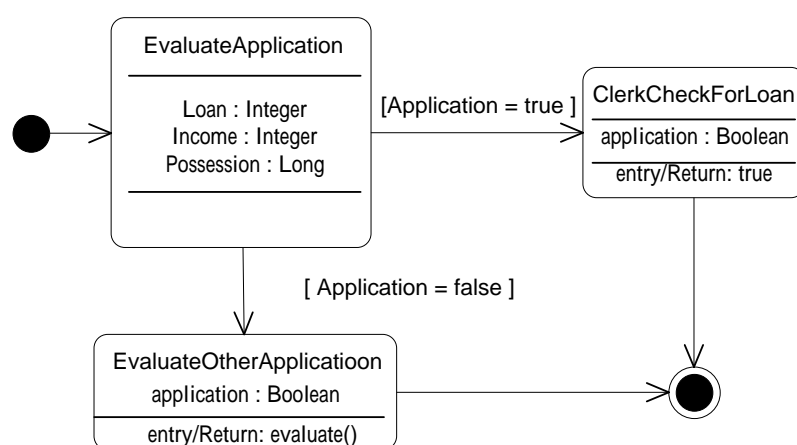 EvaluateApplication
Loan : Integer
Income : Integer
Possession : Long
[Application = true ]
ClerkCheckForLoan
application : Boolean
entry/Return: true
[ Application = false ]
EvaluateOtherApplicatioon
application : Boolean
entry/Return: evaluate()